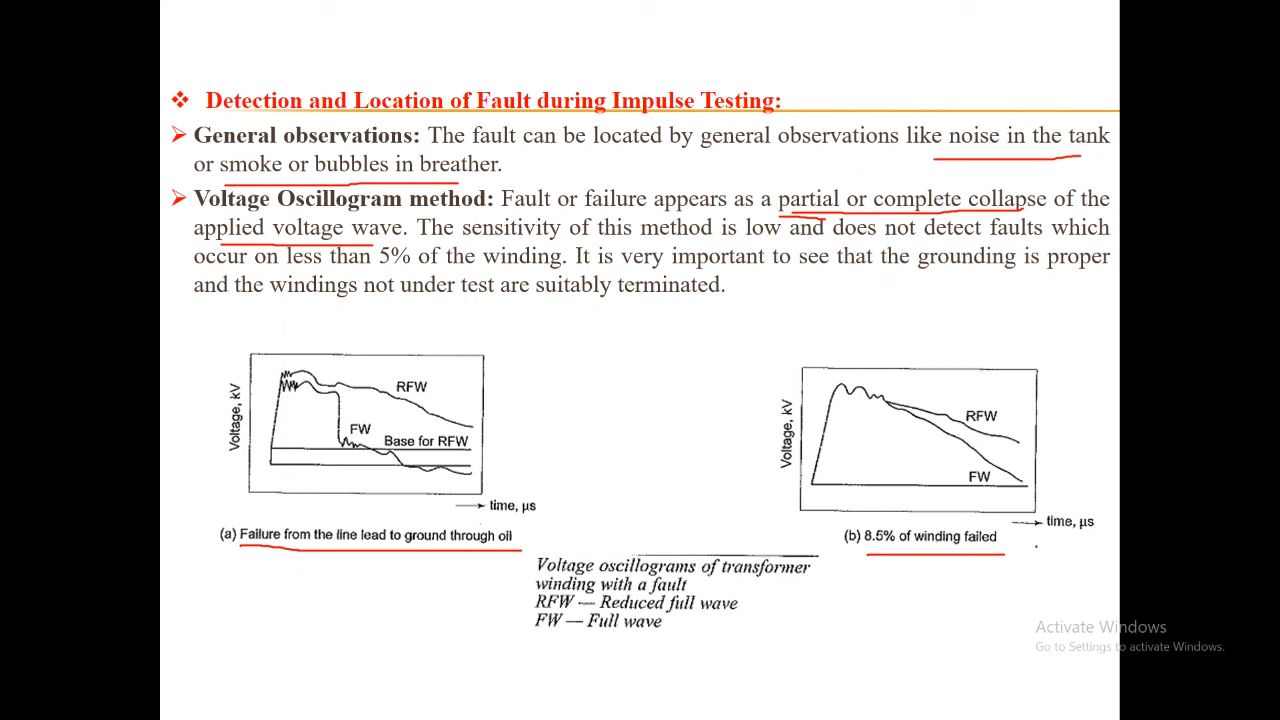 ❖ Detection and Location of Fault during Impulse Testing:
➤ General observations: The fault can be located by general observations like noise in the tank
or smoke or bubbles in breather.
➤ Voltage Oscillogram method: Fault or failure appears as a partial or complete collapse of the
applied voltage wave. The sensitivity of this method is low and does not detect faults which
occur on less than 5% of the winding. It is very important to see that the grounding is proper
and the windings not under test are suitably terminated.
Voltage, kV
RFW
FW
Base for RFW
time, μs
(a) Failure from the line lead to ground through oil
Voltage, kV
RFW
FW
time, μs
(b) 8.5% of winding failed
Voltage oscillograms of transformer
winding with a fault
RFW — Reduced full wave
FW — Full wave
Activate Windows
Go to Settings to activate Windows.